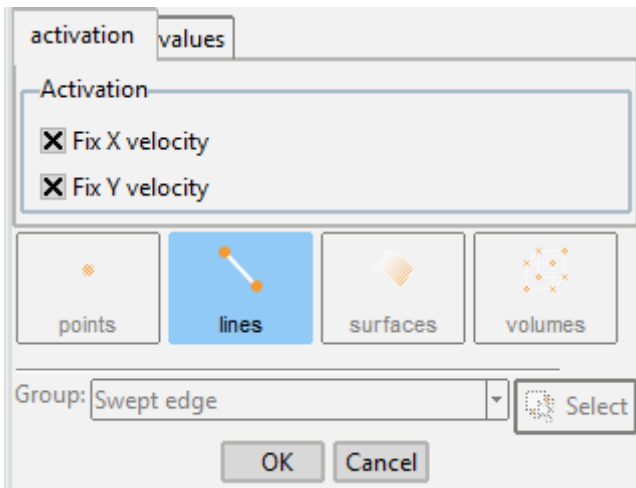 activation values
Activation
Fix X velocity
Fix Y velocity
points lines surfaces volumes
Group: Swept edge Select
OK Cancel